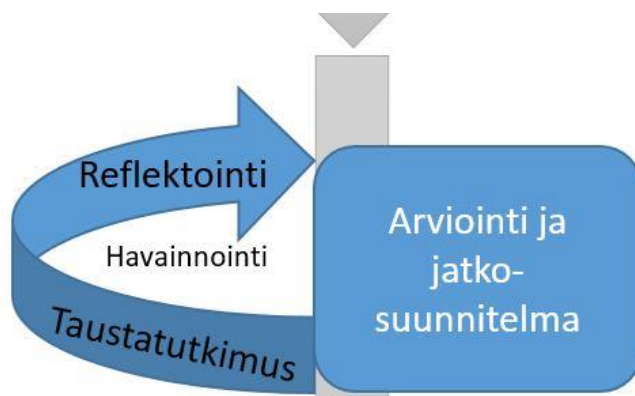 Reflektointi
Havainnointi
Taustatutkimus
Arviointi ja
jatko-
suunnitelma